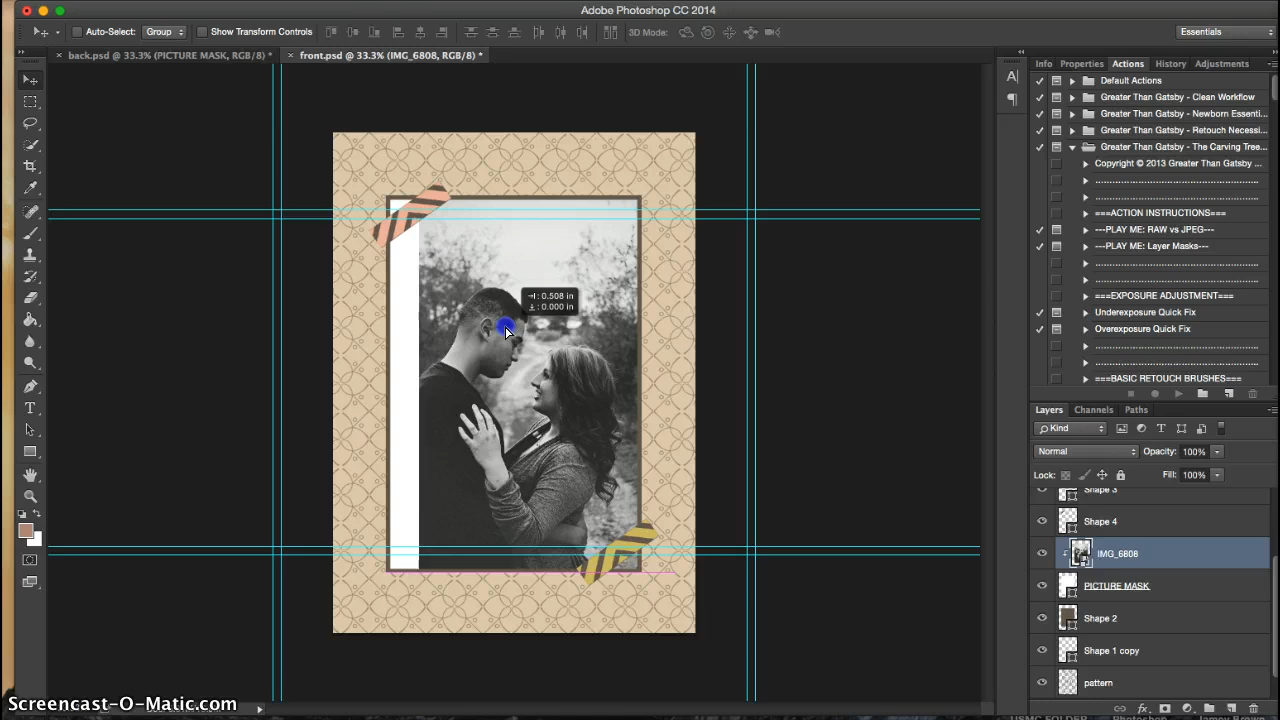 Adobe Photoshop CC 2014
Auto-Select: Group Show Transform Controls 3D Mode: Essentials
× back.psd @ 33.3% (PICTURE MASK, RGB/8) * × front.psd @ 33.3% (IMG_6808, RGB/8) *
Info Properties Actions History Adjustments
Default Actions
Greater Than Gatsby - Clean Workflow
Greater Than Gatsby - Newborn Essenti...
Greater Than Gatsby - Retouch Necessi...
Greater Than Gatsby - The Carving Tree...
Copyright © 2013 Greater Than Gatsby ...
===ACTION INSTRUCTIONS===
---PLAY ME: RAW vs JPEG---
---PLAY ME: Layer Masks---
===EXPOSURE ADJUSTMENT===
Underexposure Quick Fix
Overexposure Quick Fix
===BASIC RETOUCH BRUSHES===
: 0.508 in
: 0.000 in
Layers Channels Paths
Kind
Normal Opacity: 100%
Lock: Fill: 100%
Shape 3
Shape 4
IMG_6808
PICTURE MASK
Shape 2
Shape 1 copy
pattern
Screencast-O-Matic.com